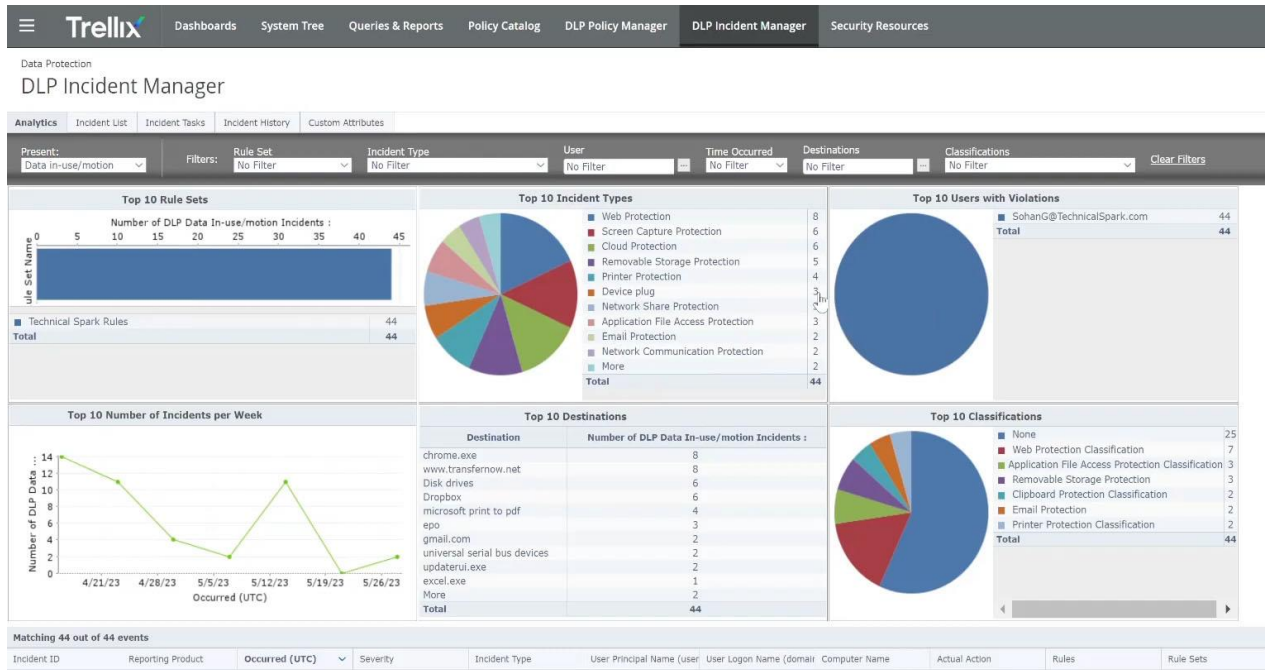 Trellix Dashboards System Tree Queries & Reports Policy Catalog DLP Policy Manager DLP Incident Manager Security Resources
Data Protection
DLP Incident Manager
Analytics Incident List Incident Tasks Incident History Custom Attributes
Present: Filters: Rule Set Incident Type User Time Occurred Destinations Classifications Clear Filters
Data in-use/motion No Filter No Filter No Filter ... No Filter No Filter ... No Filter
Top 10 Rule Sets
Number of DLP Data In-use/motion Incidents :
0 5 10 15 20 25 30 35 40 45
ule Set Name
Technical Spark Rules 44
Total 44
Top 10 Incident Types
Web Protection 8
Screen Capture Protection 6
Cloud Protection 6
Removable Storage Protection 5
Printer Protection 4
Device plug 3
Network Share Protection
Application File Access Protection 3
Email Protection 2
Network Communication Protection 2
More 2
Total 44
Top 10 Users with Violations
SohanG@TechnicalSpark.com 44
Total 44
Top 10 Number of Incidents per Week
Number of DLP Data ...
14
12
10
8
6
4
2
0
4/21/23 4/28/23 5/5/23 5/12/23 5/19/23 5/26/23
Occurred (UTC)
Top 10 Destinations
Destination Number of DLP Data In-use/motion Incidents :
chrome.exe 8
www.transfernow.net 8
Disk drives 6
Dropbox 6
microsoft print to pdf 4
epo 3
gmail.com 2
universal serial bus devices 2
updaterui.exe 2
excel.exe 1
More 2
Total 44
Top 10 Classifications
None 25
Web Protection Classification 7
Application File Access Protection Classification 3
Removable Storage Protection 3
Clipboard Protection Classification 2
Email Protection 2
Printer Protection Classification 2
Total 44
Matching 44 out of 44 events
Incident ID Reporting Product Occurred (UTC) Severity Incident Type User Principal Name (user User Logon Name (domain Computer Name Actual Action Rules Rule Sets